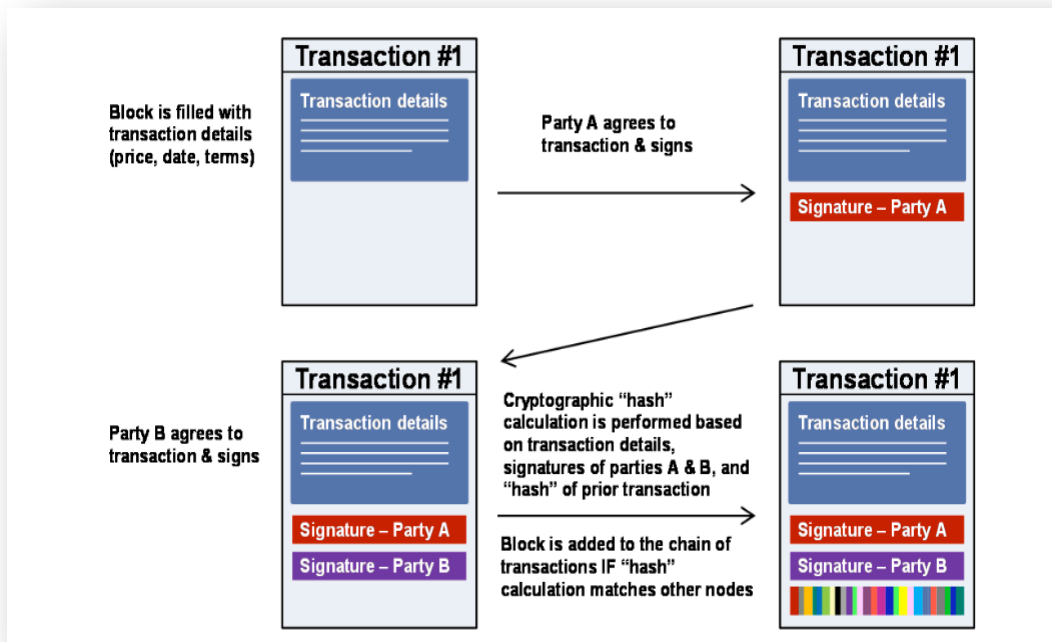 Transaction #1
Transaction details
Block is filled with
transaction details
(price, date, terms)
Party A agrees to
transaction & signs
Transaction #1
Transaction details
Signature – Party A
Transaction #1
Transaction details
Party B agrees to
transaction & signs
Signature – Party A
Signature – Party B
Cryptographic “hash”
calculation is performed based
on transaction details,
signatures of parties A & B, and
“hash” of prior transaction
Block is added to the chain of
transactions IF “hash”
calculation matches other nodes
Transaction #1
Transaction details
Signature – Party A
Signature – Party B